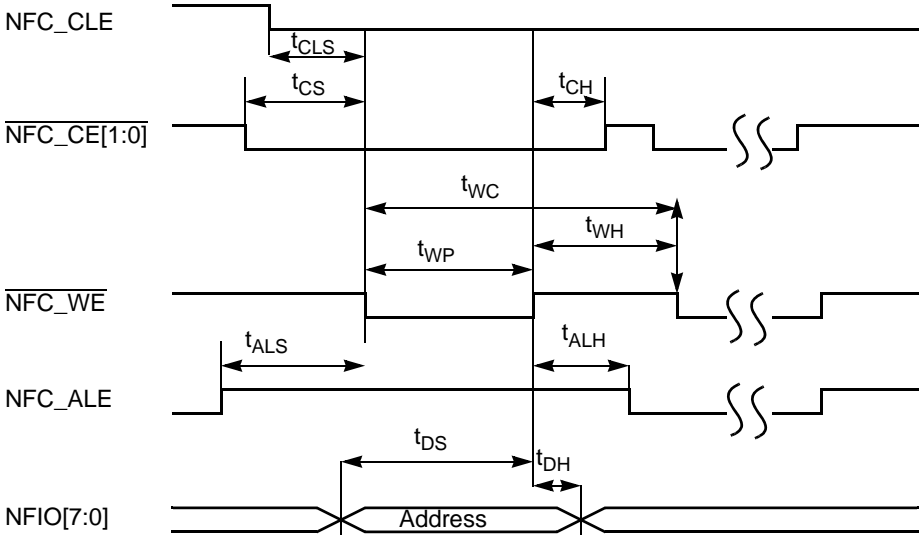 NFC_CLE
tCLS
tCS
tCH
NFC_CE[1:0]
tWC
tWH
tWP
NFC_WE
tALS
tALH
NFC_ALE
tDS
tDH
NFIO[7:0]
Address